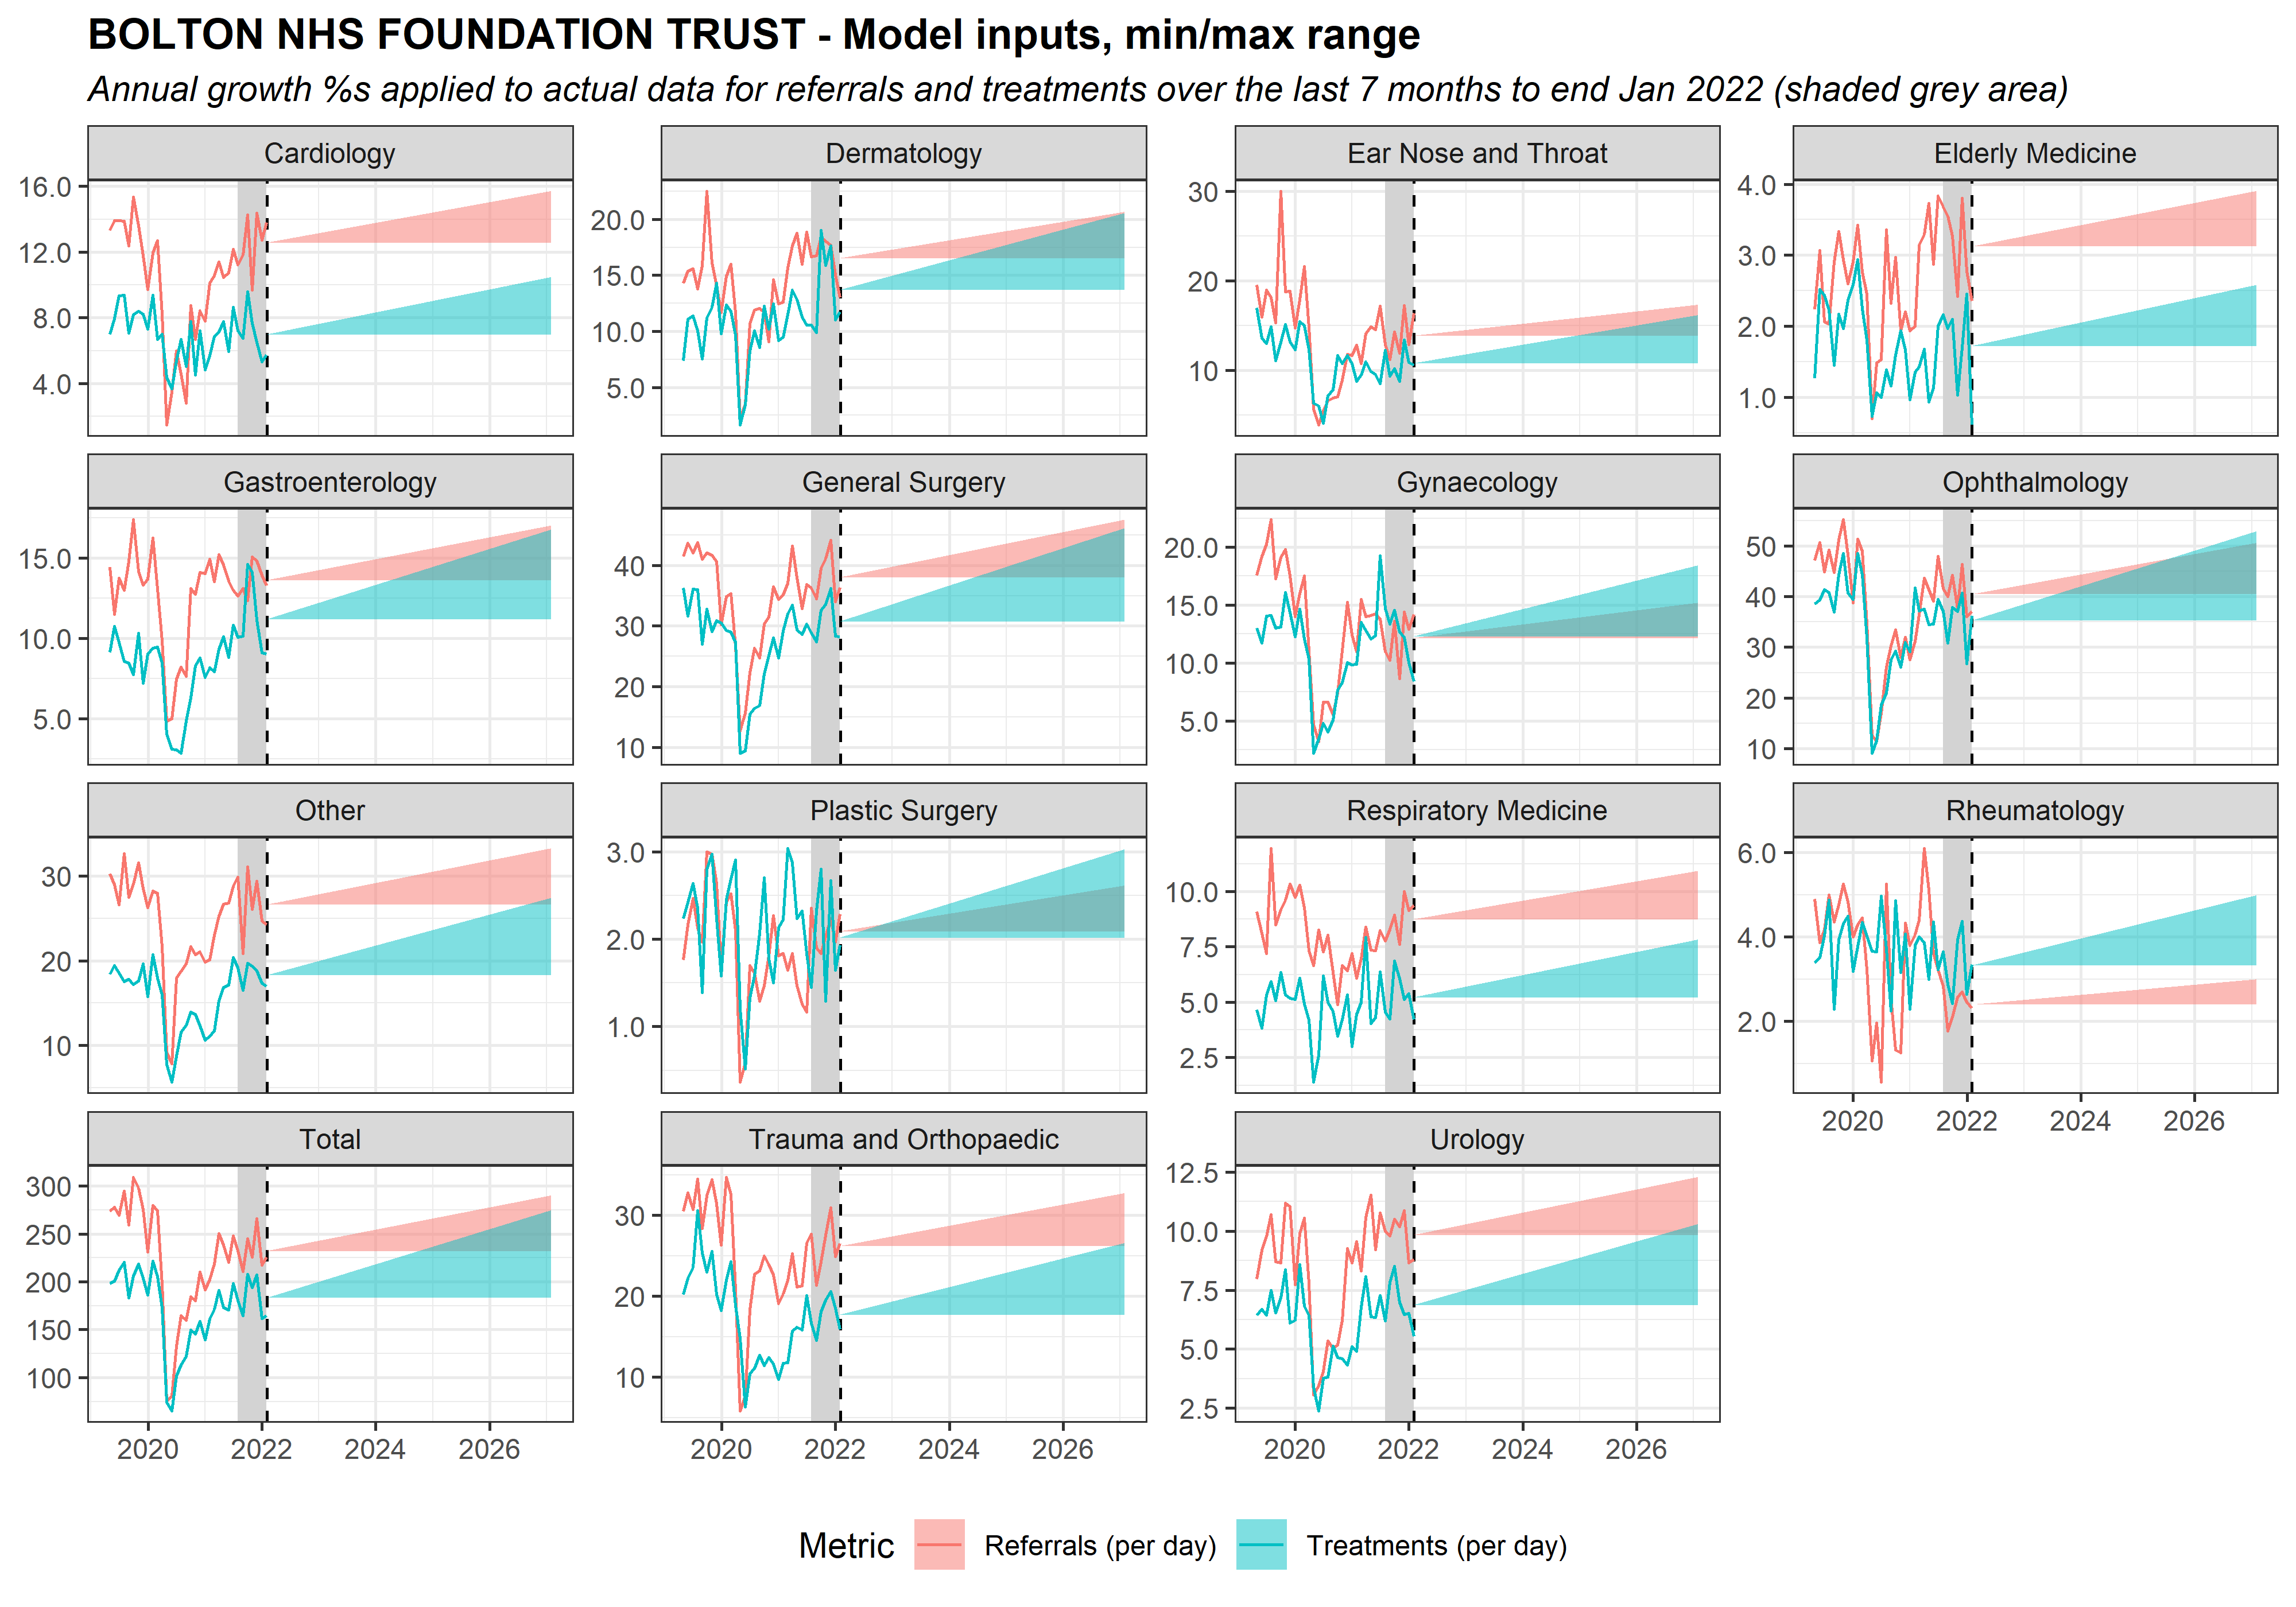 BOLTON NHS FOUNDATION TRUST - Model inputs, min/max range
Annual growth %s applied to actual data for referrals and treatments over the last 7 months to end Jan 2022 (shaded grey area)
Cardiology
16.0
12.0
8.0
4.0
Dermatology
20.0
15.0
10.0
5.0
Ear Nose and Throat
30
20
10
Elderly Medicine
4.0
3.0
2.0
1.0
Gastroenterology
15.0
10.0
5.0
General Surgery
40
30
20
10
Gynaecology
20.0
15.0
10.0
5.0
Ophthalmology
50
40
30
20
10
Other
30
20
10
Plastic Surgery
3.0
2.0
1.0
Respiratory Medicine
10.0
7.5
5.0
2.5
Rheumatology
6.0
4.0
2.0
2020 2022 2024 2026
Total
300
250
200
150
100
2020 2022 2024 2026
Trauma and Orthopaedic
30
20
10
2020 2022 2024 2026
Urology
12.5
10.0
7.5
5.0
2.5
2020 2022 2024 2026
Metric Referrals (per day) Treatments (per day)